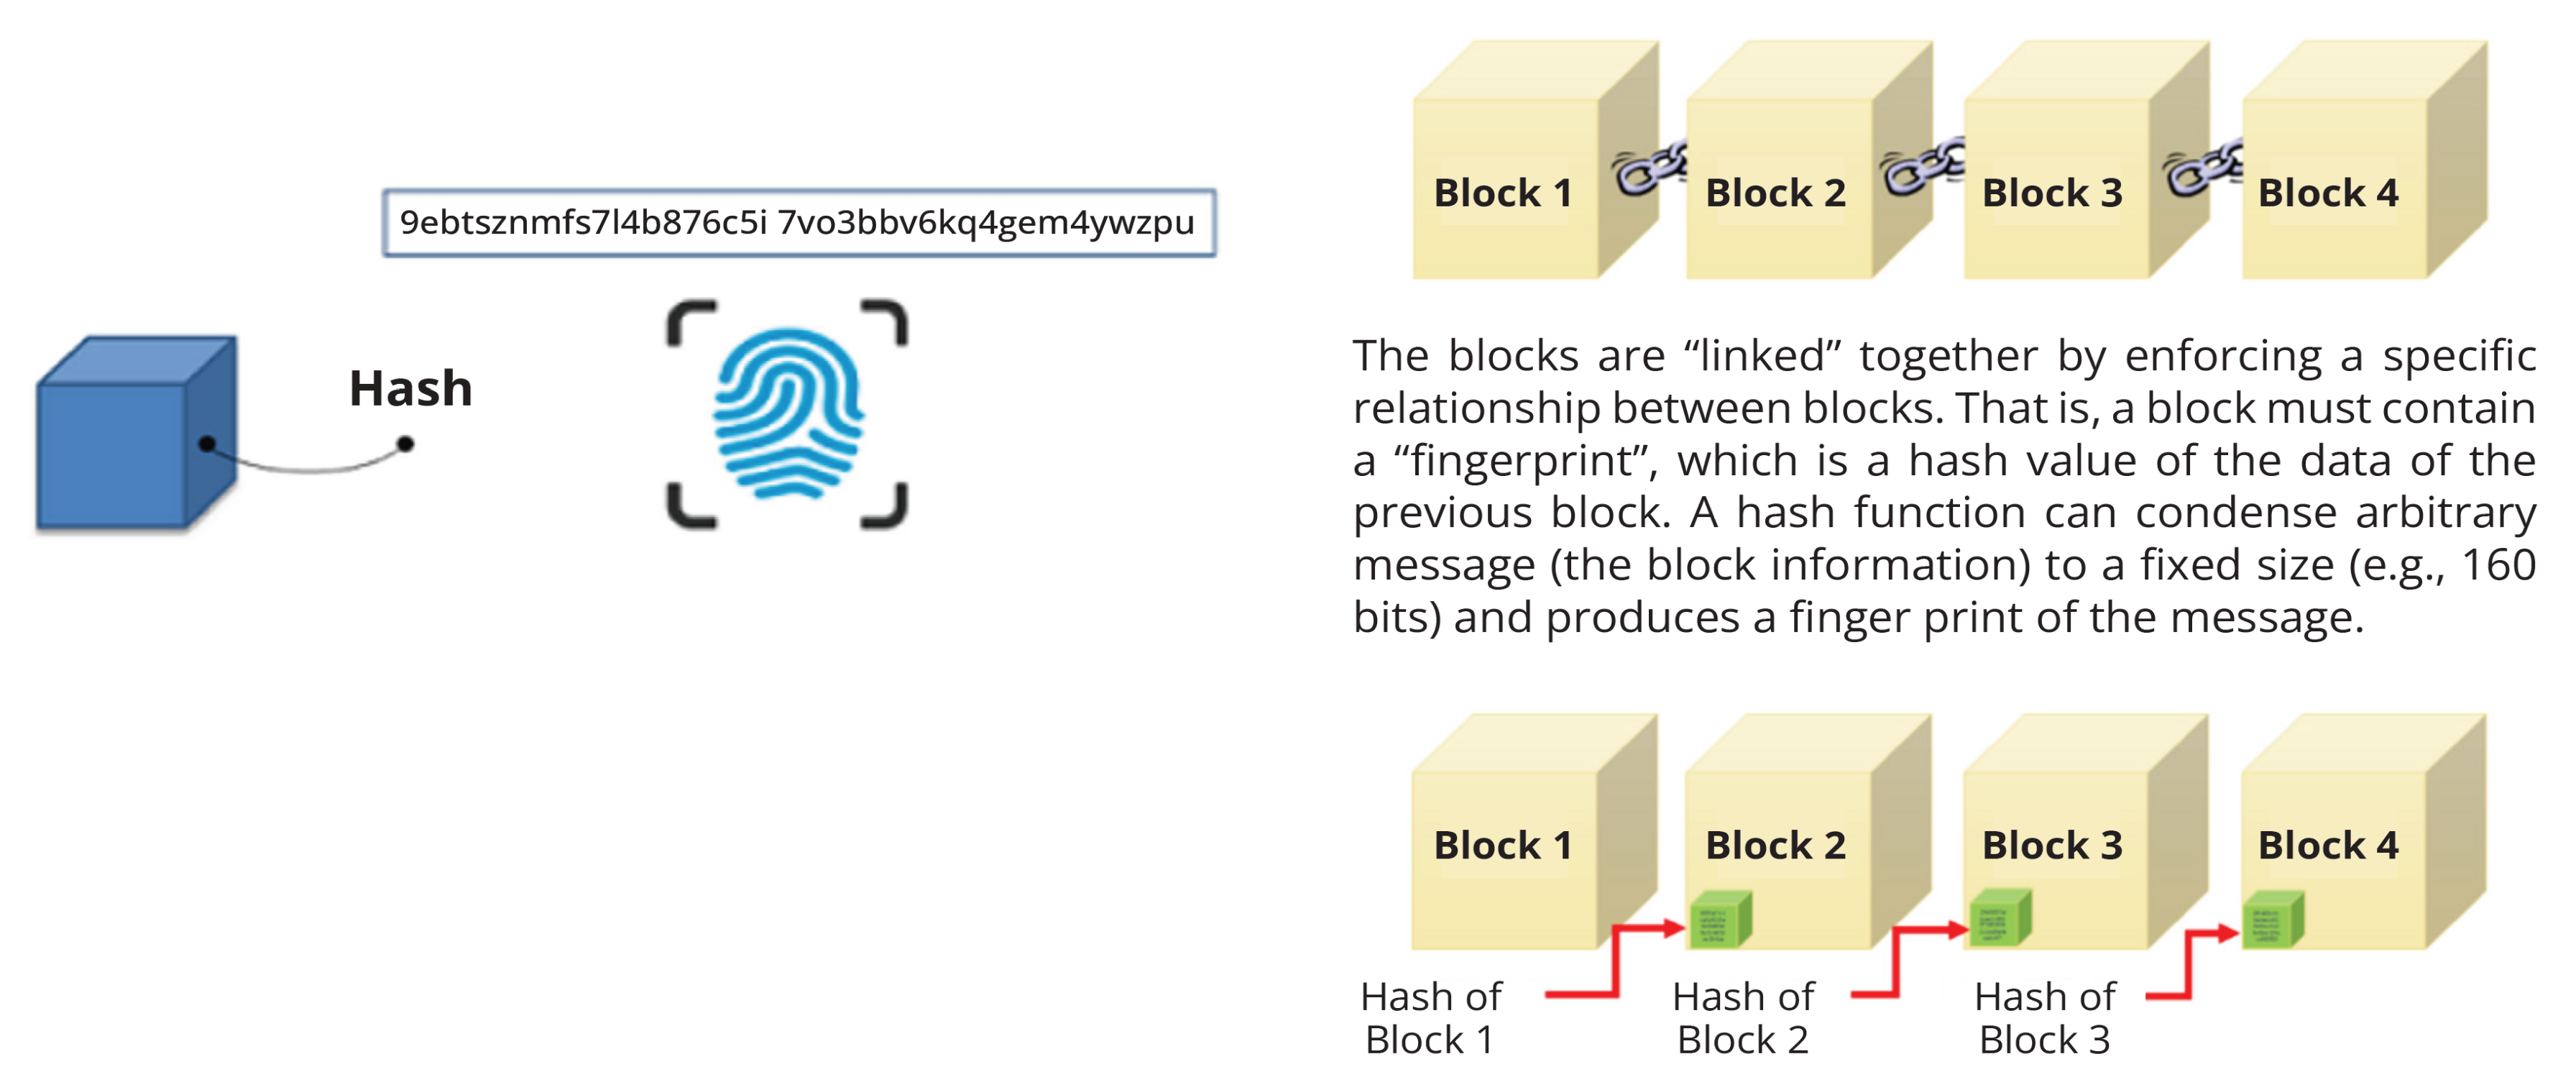 9ebtsznmfs7l4b876c5i 7vo3bbv6kq4gem4ywzpu
Hash
Block 1
Block 2
Block 3
Block 4
The blocks are “linked” together by enforcing a specific
relationship between blocks. That is, a block must contain
a “fingerprint”, which is a hash value of the data of the
previous block. A hash function can condense arbitrary
message (the block information) to a fixed size (e.g., 160
bits) and produces a finger print of the message.
Block 1
Block 2
Block 3
Block 4
Hash of
Block 1
Hash of
Block 2
Hash of
Block 3